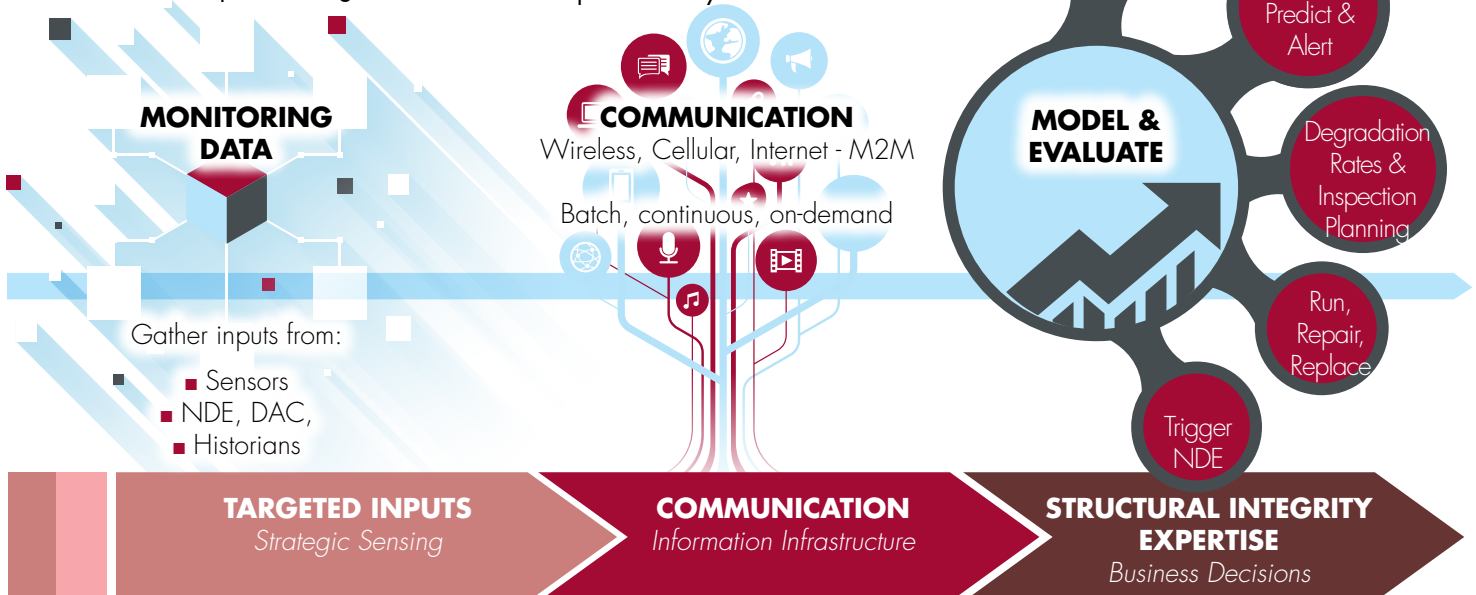 Predict &
Alert
MONITORING
DATA
COMMUNICATION
Wireless, Cellular, Internet - M2M
Batch, continuous, on-demand
MODEL &
EVALUATE
Degradation
Rates &
Inspection
Planning
Gather inputs from:
■ Sensors
■ NDE, DAC,
■ Historians
Run,
Repair,
Replace
Trigger
NDE
TARGETED INPUTS
Strategic Sensing
COMMUNICATION
Information Infrastructure
STRUCTURAL INTEGRITY
EXPERTISE
Business Decisions